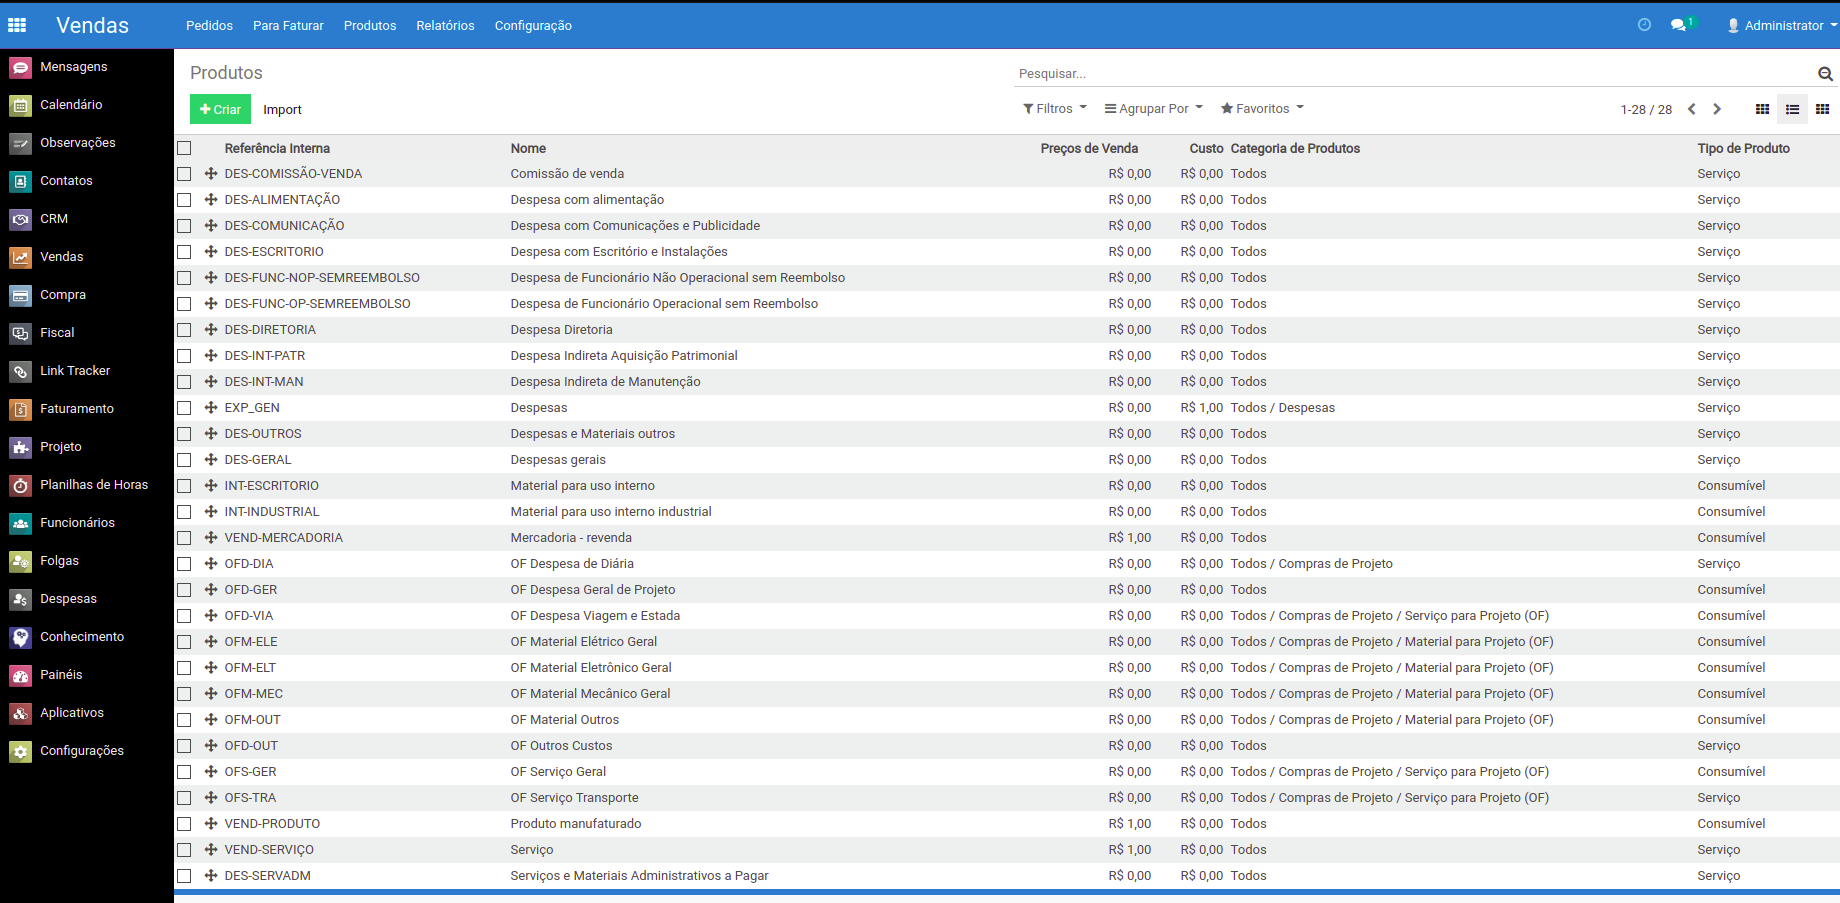 Vendas Pedidos Para Faturar Produtos Relatórios Configuração 1 Administrator
Mensagens
Calendário
Observações
Contatos
CRM
Vendas
Compra
Fiscal
Link Tracker
Faturamento
Projeto
Planilhas de Horas
Funcionários
Folgas
Despesas
Conhecimento
Painéis
Aplicativos
Configurações
Produtos Pesquisar...
Criar Import Filtros Agrupar Por Favoritos 1-28 / 28
Referência Interna Nome Preços de Venda Custo Categoria de Produtos Tipo de Produto
DES-COMISSÃO-VENDA Comissão de venda R$ 0,00 R$ 0,00 Todos Serviço
DES-ALIMENTAÇÃO Despesa com alimentação R$ 0,00 R$ 0,00 Todos Serviço
DES-COMUNICAÇÃO Despesa com Comunicações e Publicidade R$ 0,00 R$ 0,00 Todos Serviço
DES-ESCRITORIO Despesa com Escritório e Instalações R$ 0,00 R$ 0,00 Todos Serviço
DES-FUNC-NOP-SEMREEMBOLSO Despesa de Funcionário Não Operacional sem Reembolso R$ 0,00 R$ 0,00 Todos Serviço
DES-FUNC-OP-SEMREEMBOLSO Despesa de Funcionário Operacional sem Reembolso R$ 0,00 R$ 0,00 Todos Serviço
DES-DIRETORIA Despesa Diretoria R$ 0,00 R$ 0,00 Todos Serviço
DES-INT-PATR Despesa Indireta Aquisição Patrimonial R$ 0,00 R$ 0,00 Todos Serviço
DES-INT-MAN Despesa Indireta de Manutenção R$ 0,00 R$ 0,00 Todos Serviço
EXP_GEN Despesas R$ 0,00 R$ 1,00 Todos / Despesas Serviço
DES-OUTROS Despesas e Materiais outros R$ 0,00 R$ 0,00 Todos Serviço
DES-GERAL Despesas gerais R$ 0,00 R$ 0,00 Todos Serviço
INT-ESCRITORIO Material para uso interno R$ 0,00 R$ 0,00 Todos Consumível
INT-INDUSTRIAL Material para uso interno industrial R$ 0,00 R$ 0,00 Todos Consumível
VEND-MERCADORIA Mercadoria - revenda R$ 1,00 R$ 0,00 Todos Consumível
OFD-DIA OF Despesa de Diária R$ 0,00 R$ 0,00 Todos / Compras de Projeto Serviço
OFD-GER OF Despesa Geral de Projeto R$ 0,00 R$ 0,00 Todos Consumível
OFD-VIA OF Despesa Viagem e Estada R$ 0,00 R$ 0,00 Todos / Compras de Projeto / Serviço para Projeto (OF) Consumível
OFM-ELE OF Material Elétrico Geral R$ 0,00 R$ 0,00 Todos / Compras de Projeto / Material para Projeto (OF) Consumível
OFM-ELT OF Material Eletrônico Geral R$ 0,00 R$ 0,00 Todos / Compras de Projeto / Material para Projeto (OF) Consumível
OFM-MEC OF Material Mecânico Geral R$ 0,00 R$ 0,00 Todos / Compras de Projeto / Material para Projeto (OF) Consumível
OFM-OUT OF Material Outros R$ 0,00 R$ 0,00 Todos / Compras de Projeto / Material para Projeto (OF) Consumível
OFD-OUT OF Outros Custos R$ 0,00 R$ 0,00 Todos Serviço
OFS-GER OF Serviço Geral R$ 0,00 R$ 0,00 Todos / Compras de Projeto / Serviço para Projeto (OF) Consumível
OFS-TRA OF Serviço Transporte R$ 0,00 R$ 0,00 Todos / Compras de Projeto / Serviço para Projeto (OF) Serviço
VEND-PRODUTO Produto manufaturado R$ 1,00 R$ 0,00 Todos Consumível
VEND-SERVIÇO Serviço R$ 1,00 R$ 0,00 Todos Serviço
DES-SERVADM Serviços e Materiais Administrativos a Pagar R$ 0,00 R$ 0,00 Todos Serviço